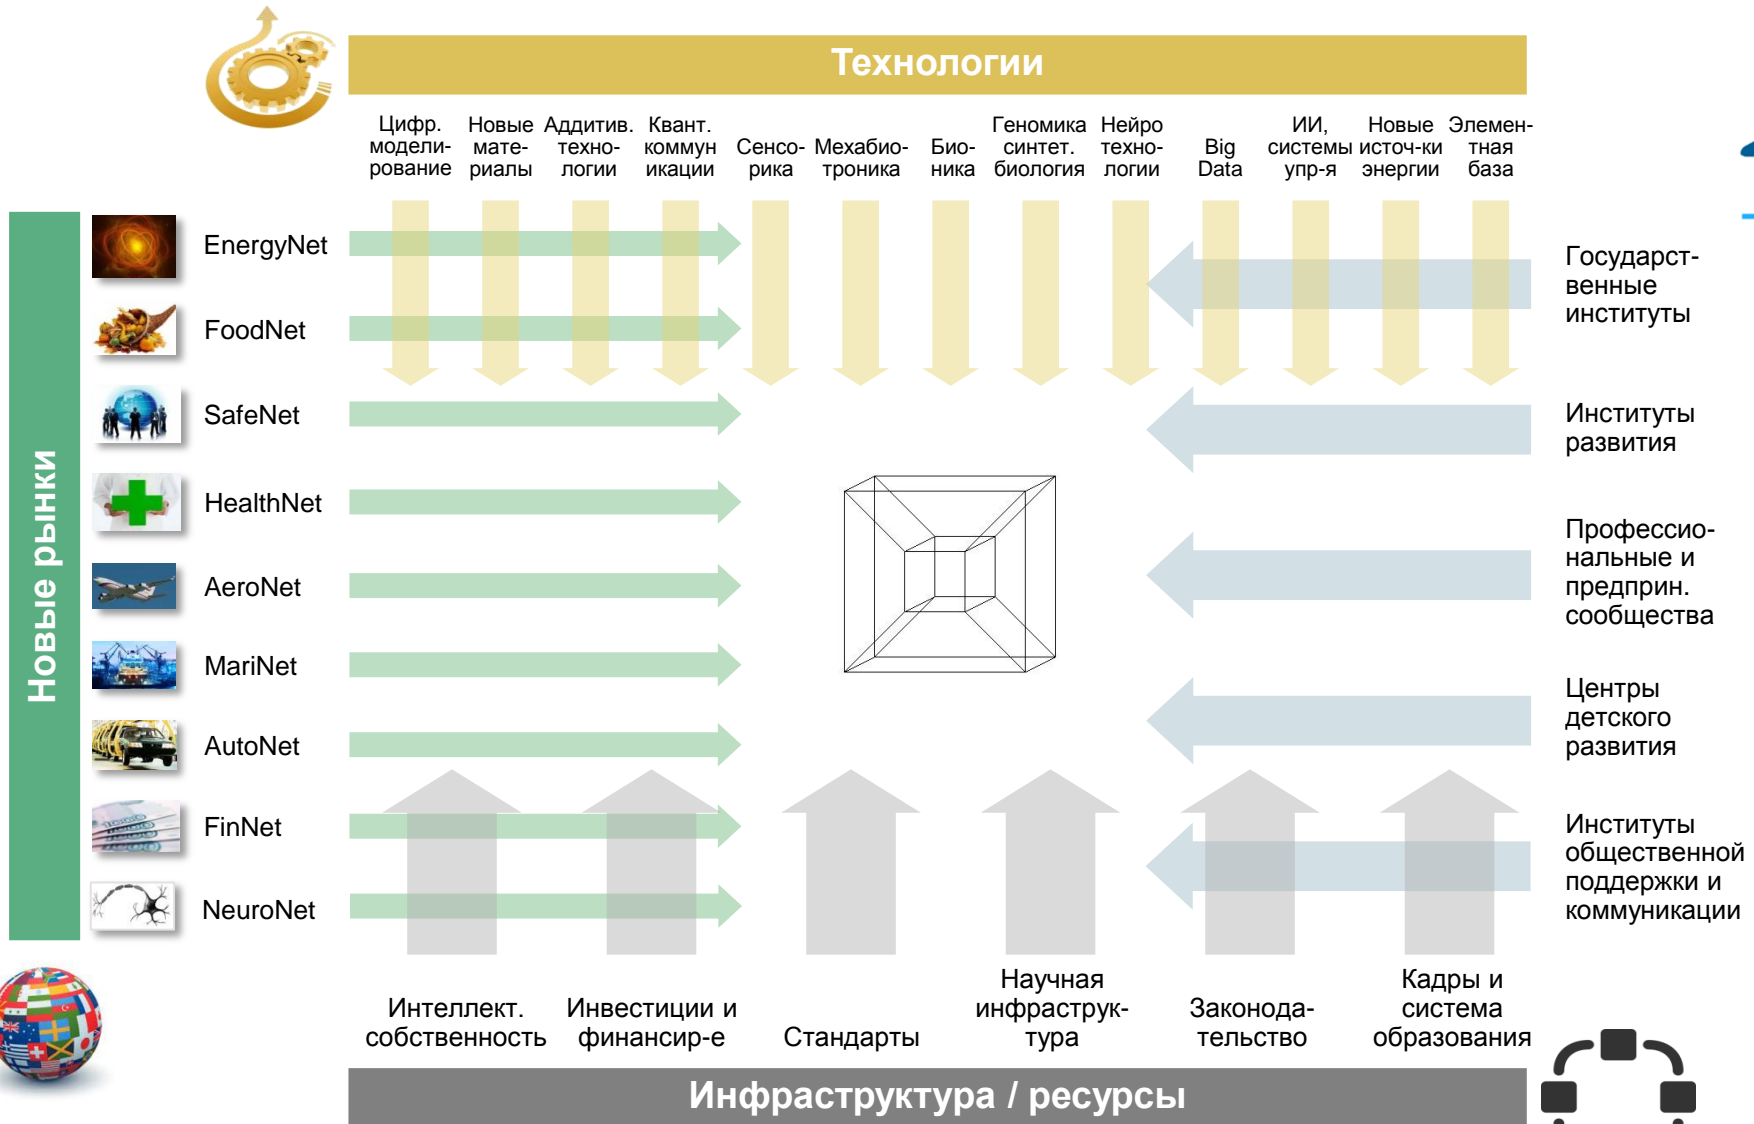 Технологии
Цифр.
модели-
рование
Новые
мате-
риалы
Аддитив.
техно-
логии
Квант.
коммун
икации
Сенсо-
рика
Мехабио-
троника
Био-
ника
Геномика
синтет.
биология
Нейро
техно-
логии
Big
Data
ИИ,
системы
упр-я
Новые
источ-ки
энергии
Элемен-
тная
база
Новые рынки
EnergyNet
FoodNet
SafeNet
HealthNet
AeroNet
MariNet
AutoNet
FinNet
NeuroNet
Государст-
венные
институты
Институты
развития
Профессио-
нальные и
предприн.
сообщества
Центры
детского
развития
Институты
общественной
поддержки и
коммуникации
Интеллект.
собственность
Инвестиции и
финансир-е
Стандарты
Научная
инфраструк-
тура
Законода-
тельство
Кадры и
система
образования
Инфраструктура / ресурсы